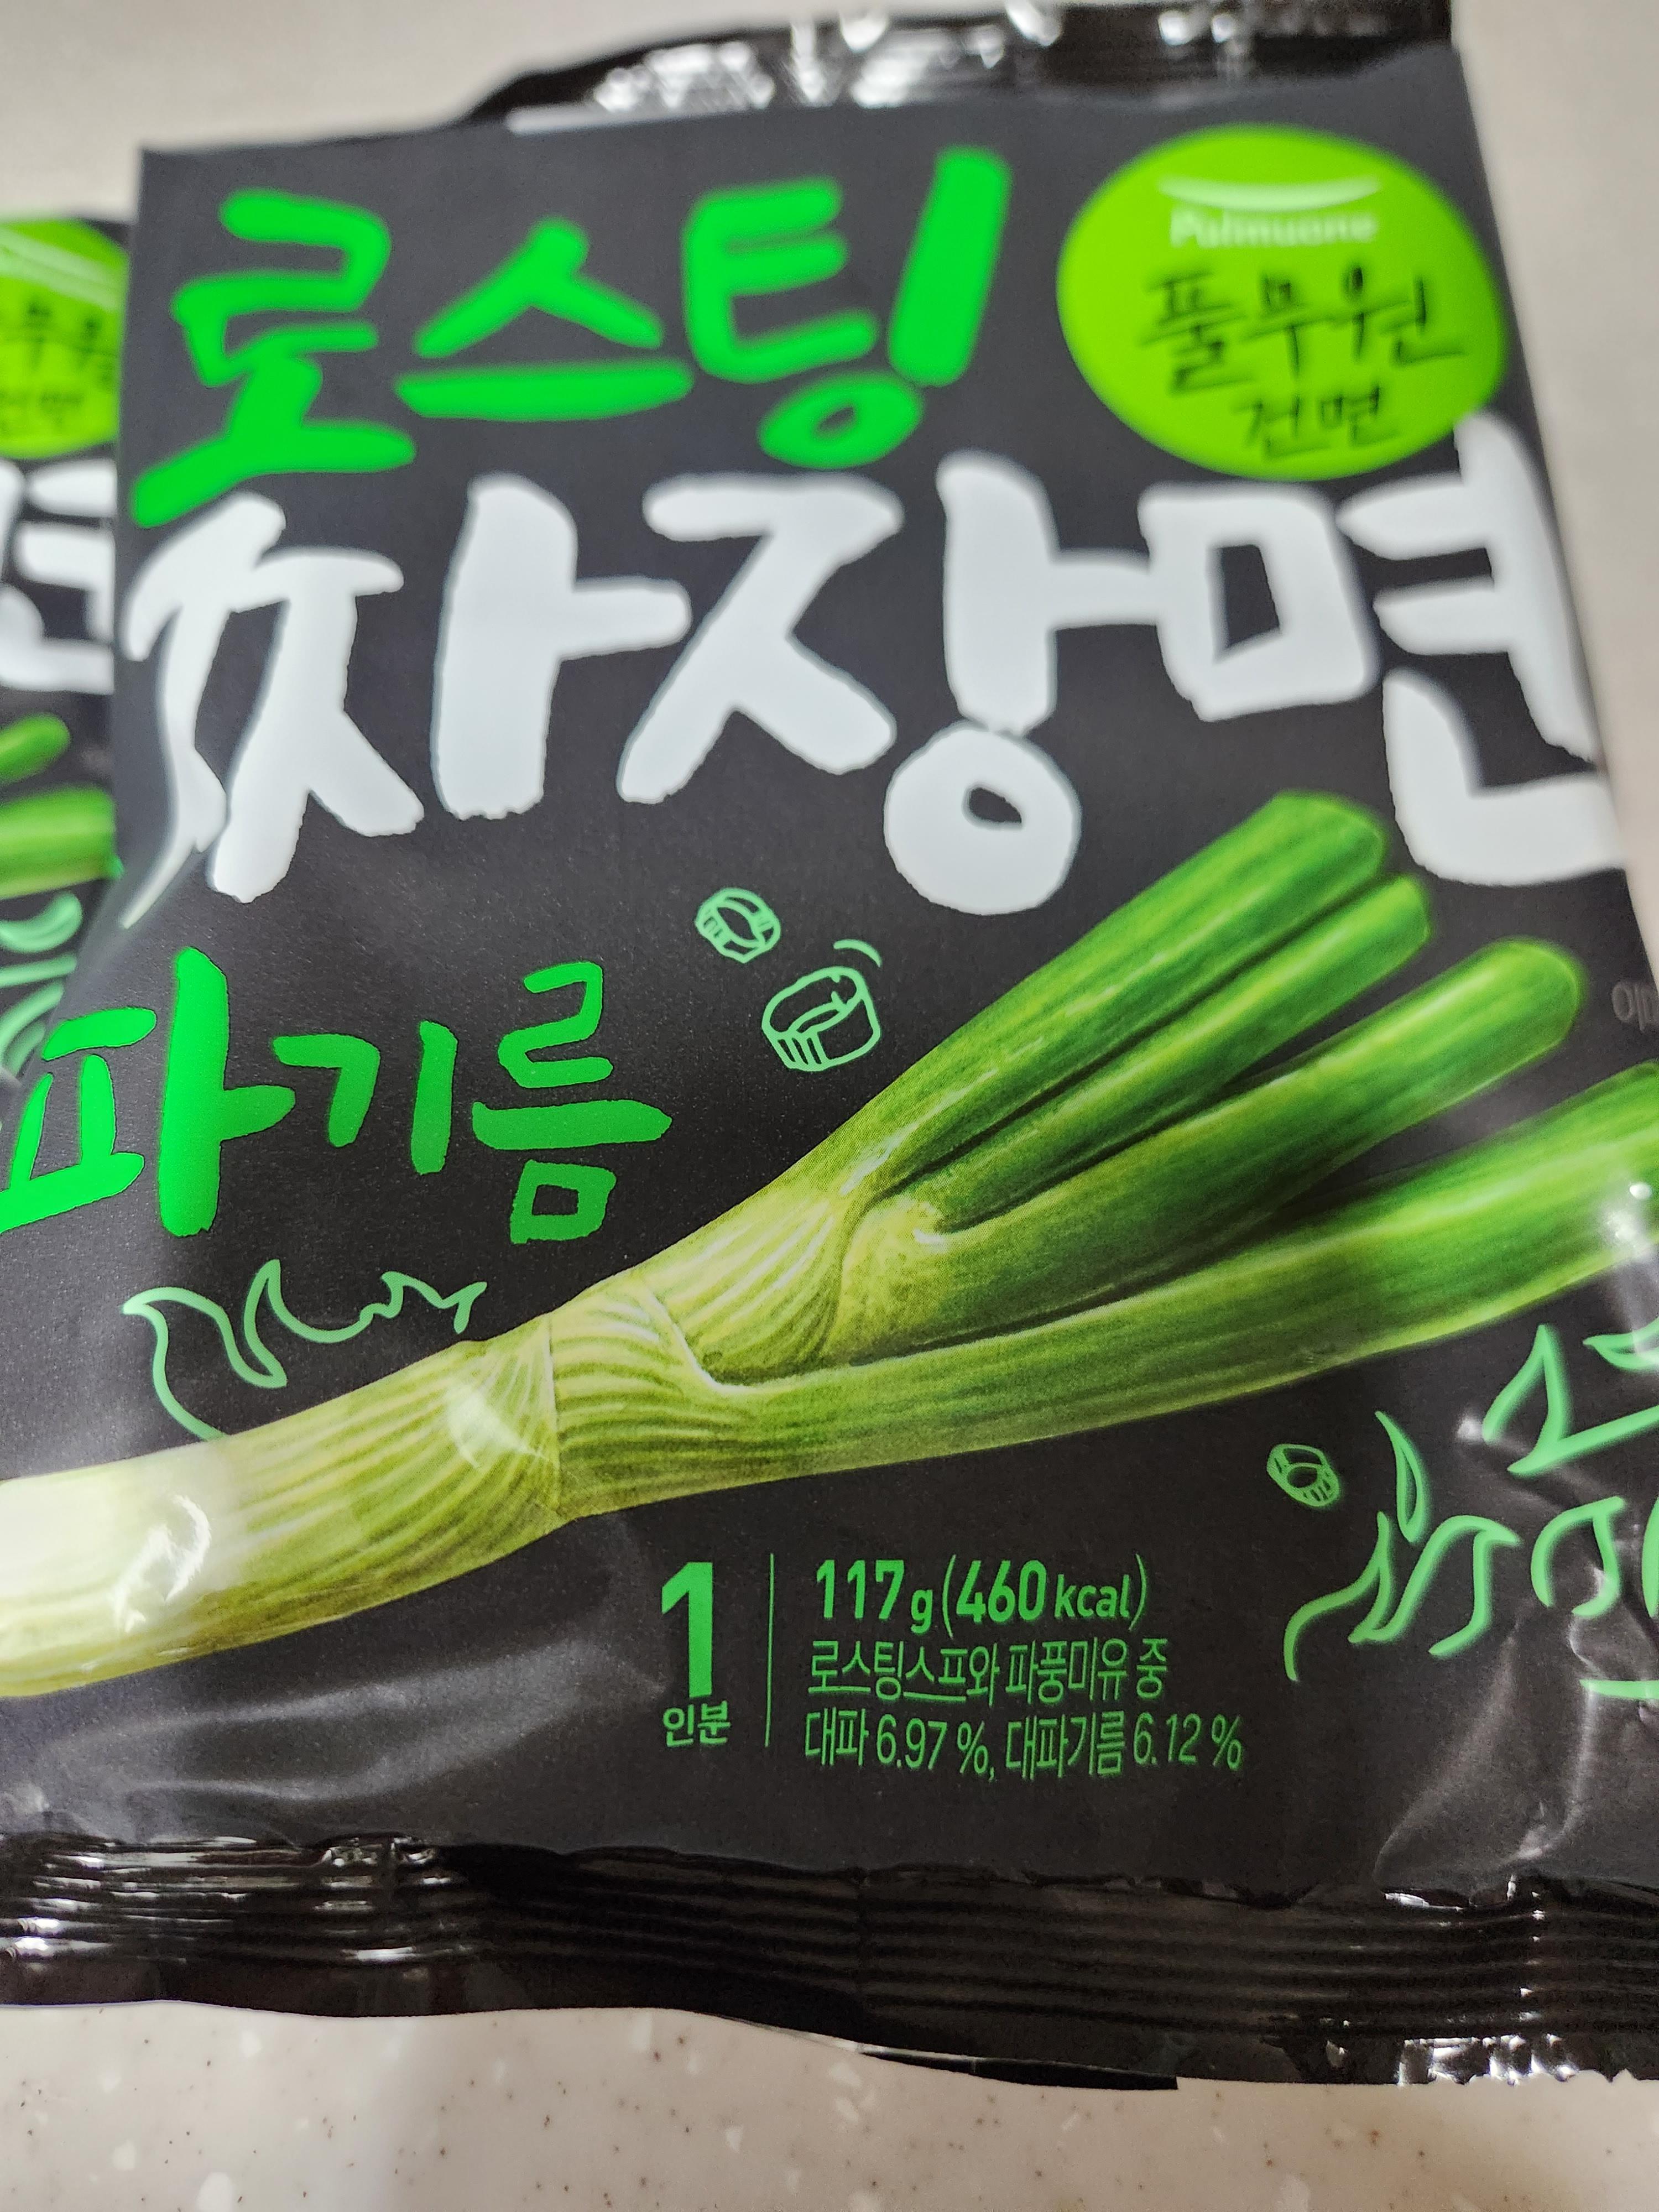 로스팅
Pulmuone
풀무원
건면
짜장면
파기름
1
인분
117g (460 kcal)
로스팅스프와 파풍미유 중
대파 6.97 %, 대파기름 6.12 %